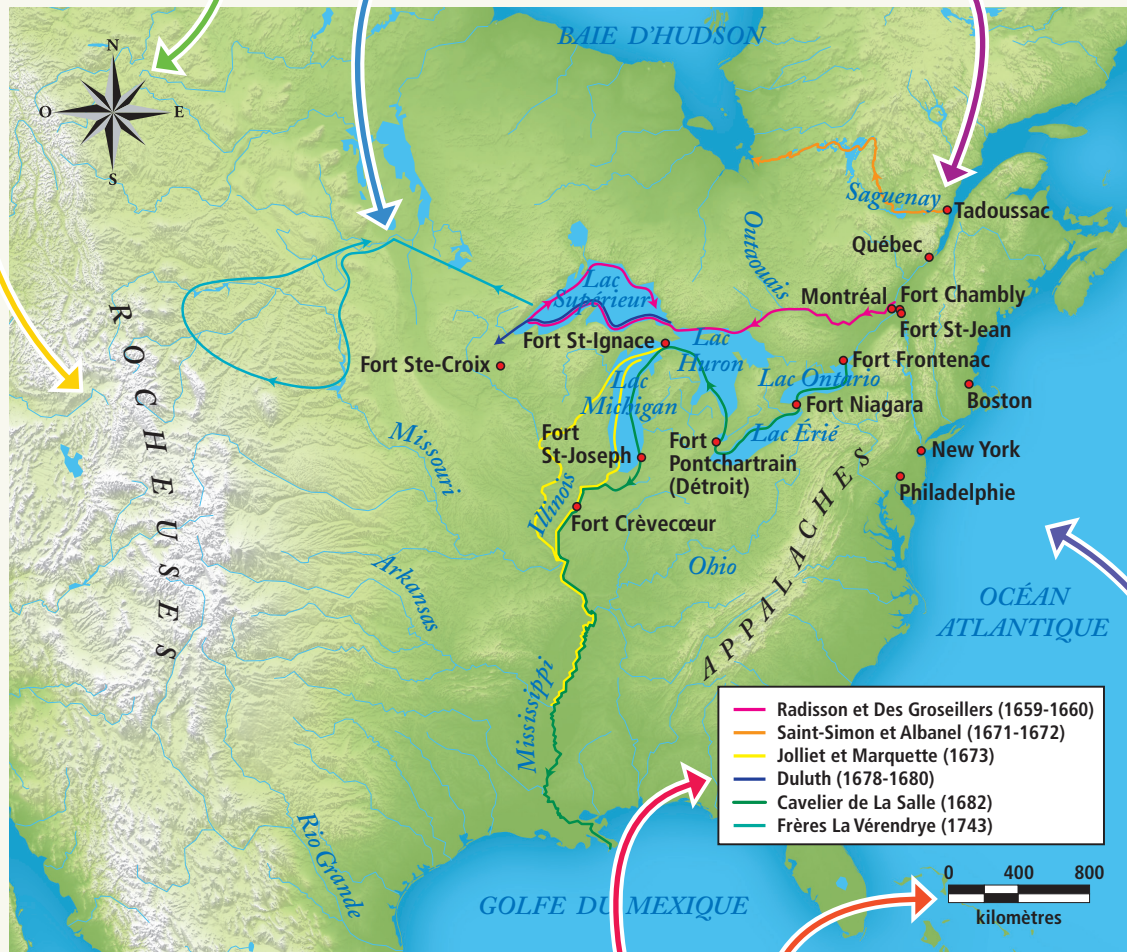 BAIE D'HUDSON
N
O
E
S
Saguenay
Tadoussac
Québec
Outaouais
Lac
Supérieur
Montréal
Fort Chambly
Fort St-Jean
Fort St-Ignace
Lac
Huron
Fort Ste-Croix
Fort Frontenac
Lac Ontario
Lac
Michigan
Boston
Fort Niagara
ROCHEUSES
Missouri
Fort
St-Joseph
Fort
Pontchartrain
(Détroit)
Lac Érié
New York
Philadelphie
Illinois
Fort Crèvecœur
APPALACHES
Ohio
Arkansas
OCÉAN
ATLANTIQUE
Mississippi
Rio Grande
GOLFE DU MEXIQUE
Radisson et Des Groseillers (1659-1660)
Saint-Simon et Albanel (1671-1672)
Jolliet et Marquette (1673)
Duluth (1678-1680)
Cavelier de La Salle (1682)
Frères La Vérendrye (1743)
0 400 800
kilomètres